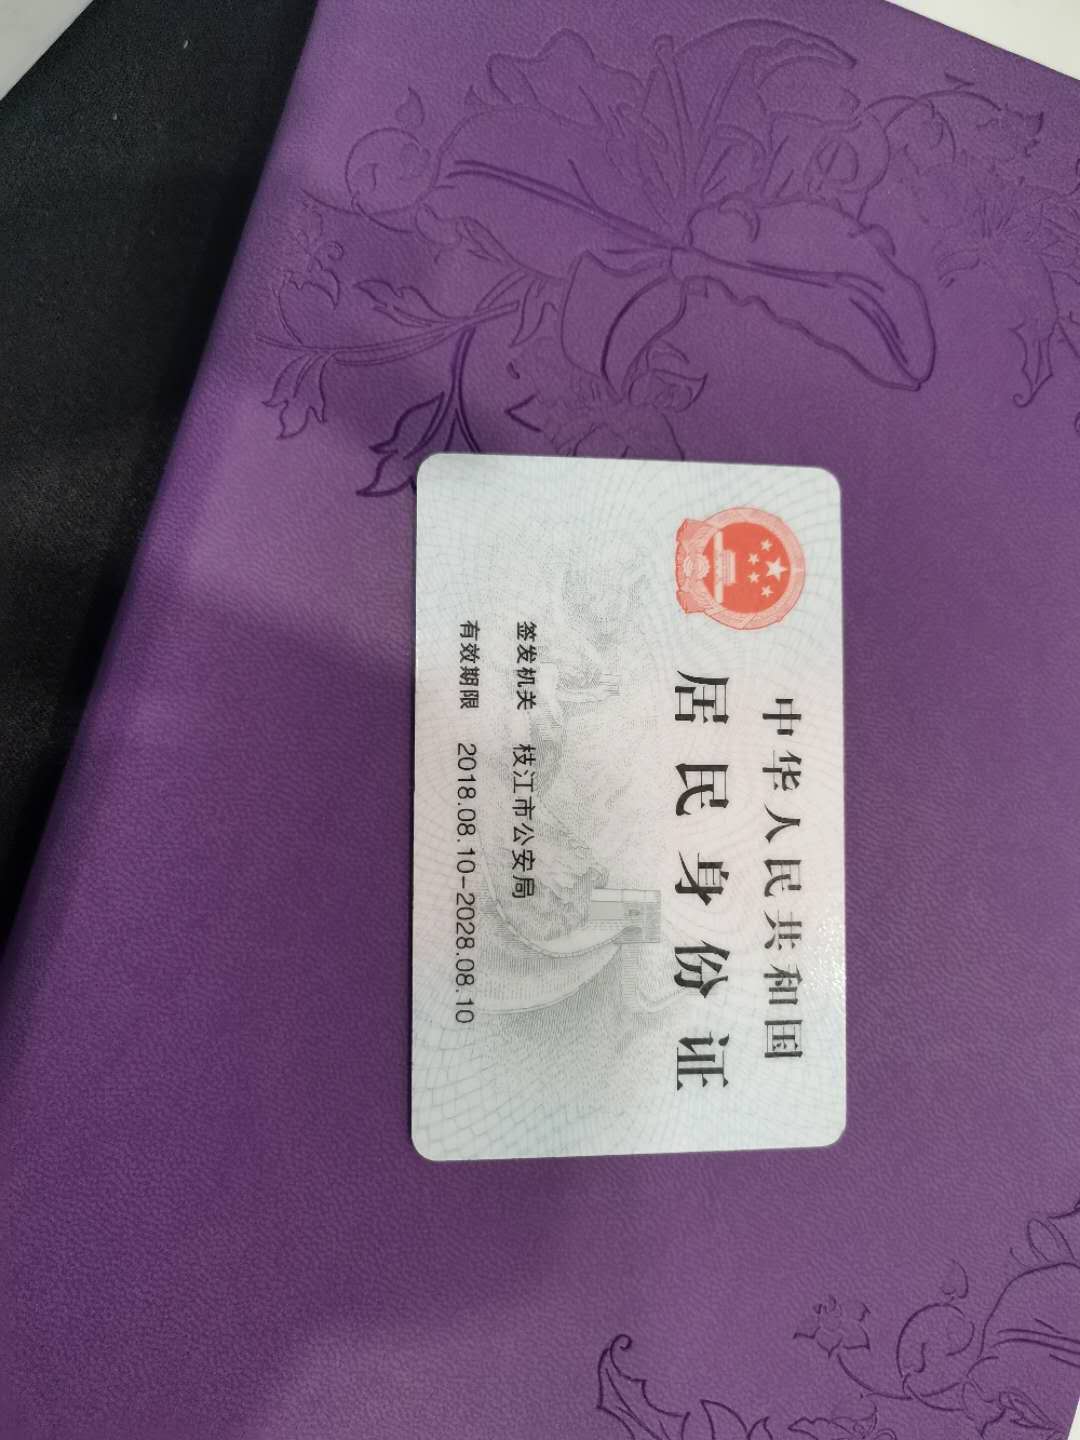 中华人民共和国
居民身份证
签发机关 枝江市公安局
有效期限 2018.08.10-2028.08.10